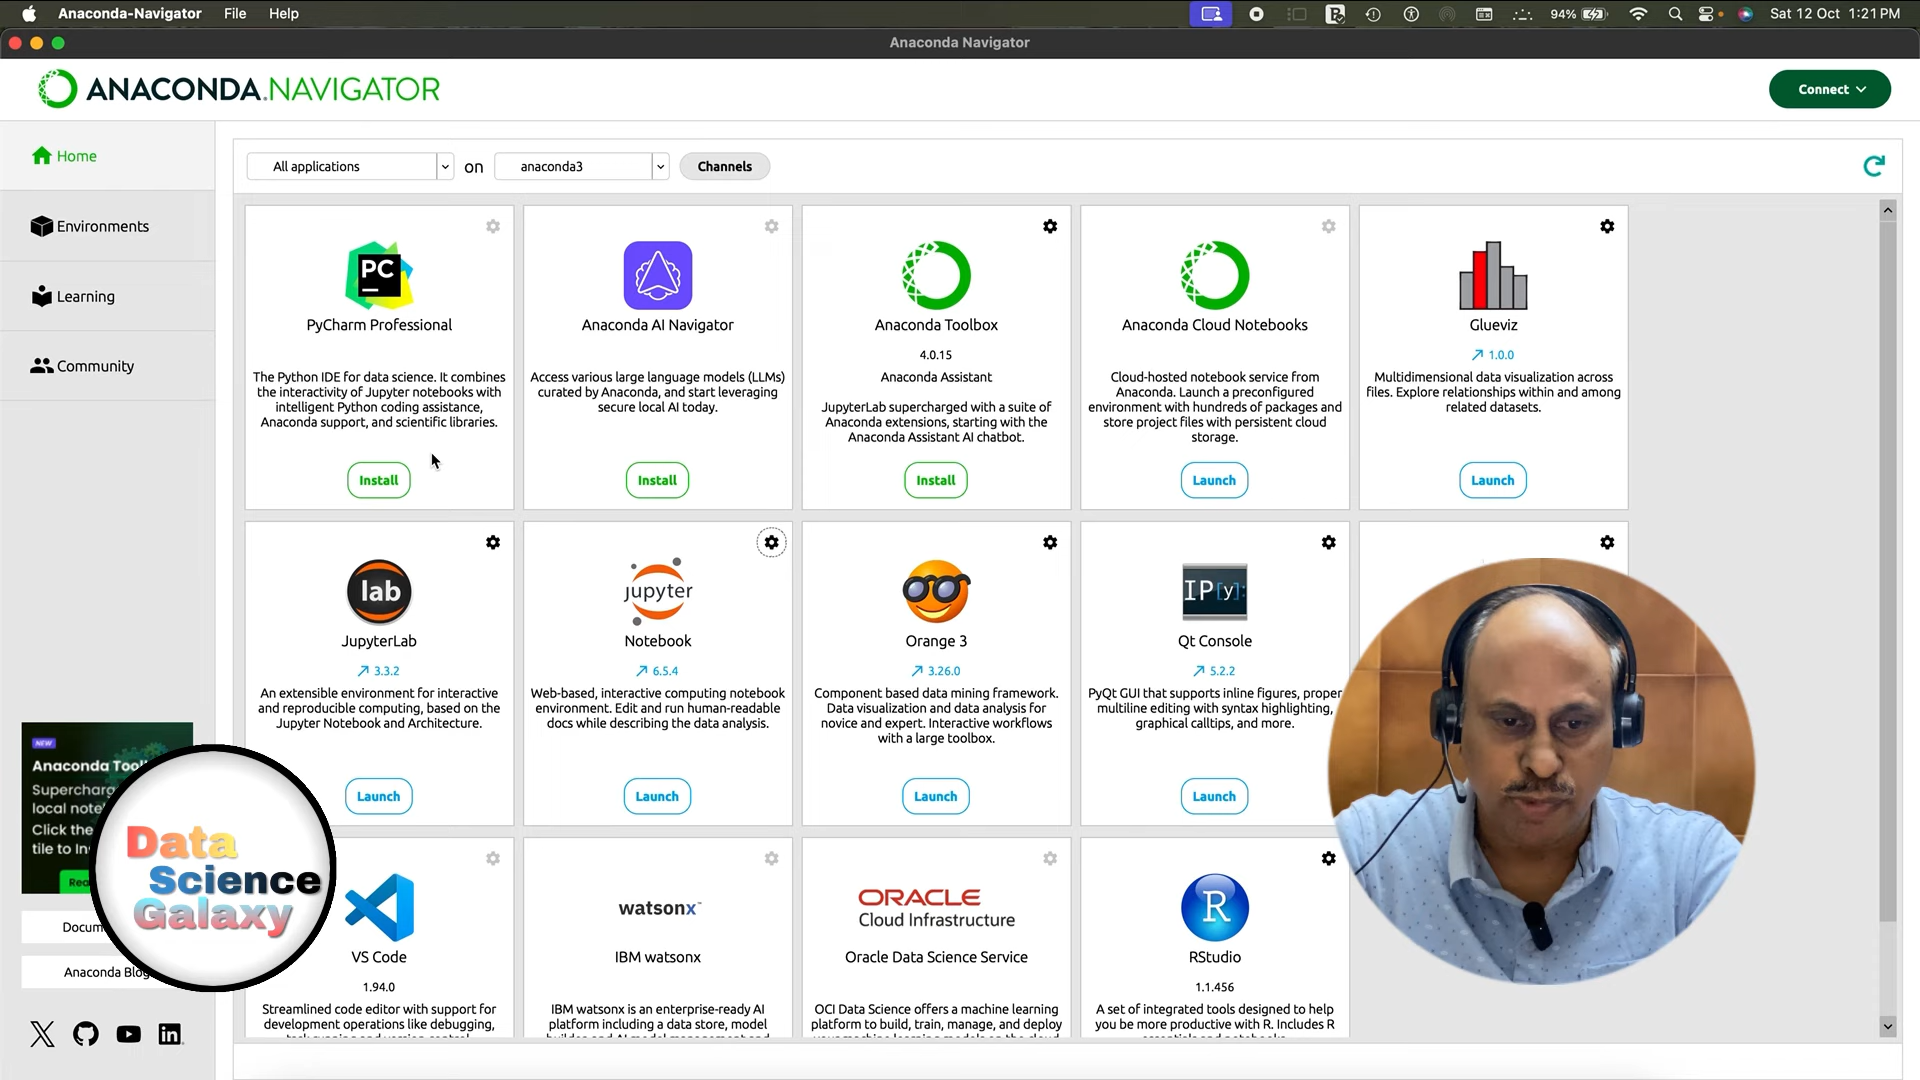 Anaconda-Navigator File Help
94% Sat 12 Oct 1:21 PM
Anaconda Navigator
ANACONDA.NAVIGATOR
Connect
Home
Environments
Learning
Community
All applications on anaconda3 Channels
PyCharm Professional
The Python IDE for data science. It combines
the interactivity of Jupyter notebooks with
intelligent Python coding assistance,
Anaconda support, and scientific libraries.
Install
Anaconda AI Navigator
Access various large language models (LLMs)
curated by Anaconda, and start leveraging
secure local AI today.
Install
Anaconda Toolbox
4.0.15
Anaconda Assistant
JupyterLab supercharged with a suite of
Anaconda extensions, starting with the
Anaconda Assistant AI chatbot.
Install
Anaconda Cloud Notebooks
Cloud-hosted notebook service from
Anaconda. Launch a preconfigured
environment with hundreds of packages and
store project files with persistent cloud
storage.
Launch
Glueviz
1.0.0
Multidimensional data visualization across
files. Explore relationships within and among
related datasets.
Launch
PC
lab
JupyterLab
3.3.2
An extensible environment for interactive
and reproducible computing, based on the
Jupyter Notebook and Architecture.
Launch
jupyter
Notebook
6.5.4
Web-based, interactive computing notebook
environment. Edit and run human-readable
docs while describing the data analysis.
Launch
Orange 3
3.26.0
Component based data mining framework.
Data visualization and data analysis for
novice and expert. Interactive workflows
with a large toolbox.
Launch
IP[y]:
Qt Console
5.2.2
PyQt GUI that supports inline figures, proper
multiline editing with syntax highlighting,
graphical calltips, and more.
Launch
VS Code
1.94.0
Streamlined code editor with support for
development operations like debugging,
watsonx
IBM watsonx
IBM watsonx is an enterprise-ready AI
platform including a data store, model
ORACLE
Cloud Infrastructure
Oracle Data Science Service
OCI Data Science offers a machine learning
platform to build, train, manage, and deploy
R
RStudio
1.1.456
A set of integrated tools designed to help
you be more productive with R. Includes R
NEW
Anaconda Tool
Supercharg
local note
Click the
tile to In
Rea
Docum
Anaconda Blog
Data
Science
Galaxy